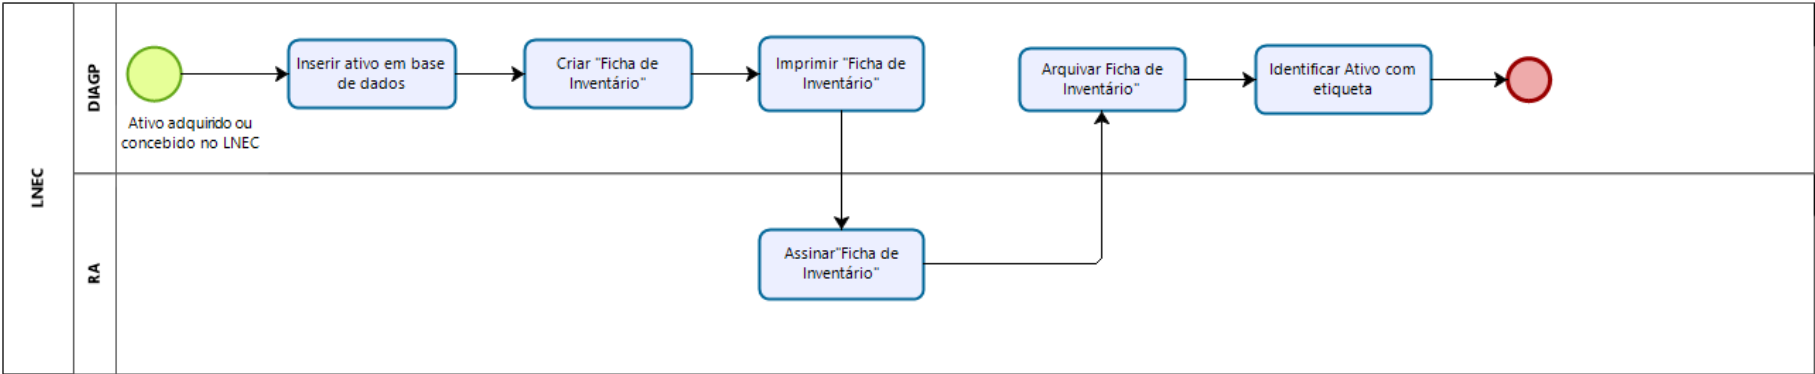 LNEC
DIAGP
Ativo adquirido ou
concebido no LNEC
Inserir ativo em base
de dados
Criar "Ficha de
Inventário"
Imprimir "Ficha de
Inventário"
Arquivar Ficha de
Inventário"
Identificar Ativo com
etiqueta
RA
Assinar"Ficha de
Inventário"